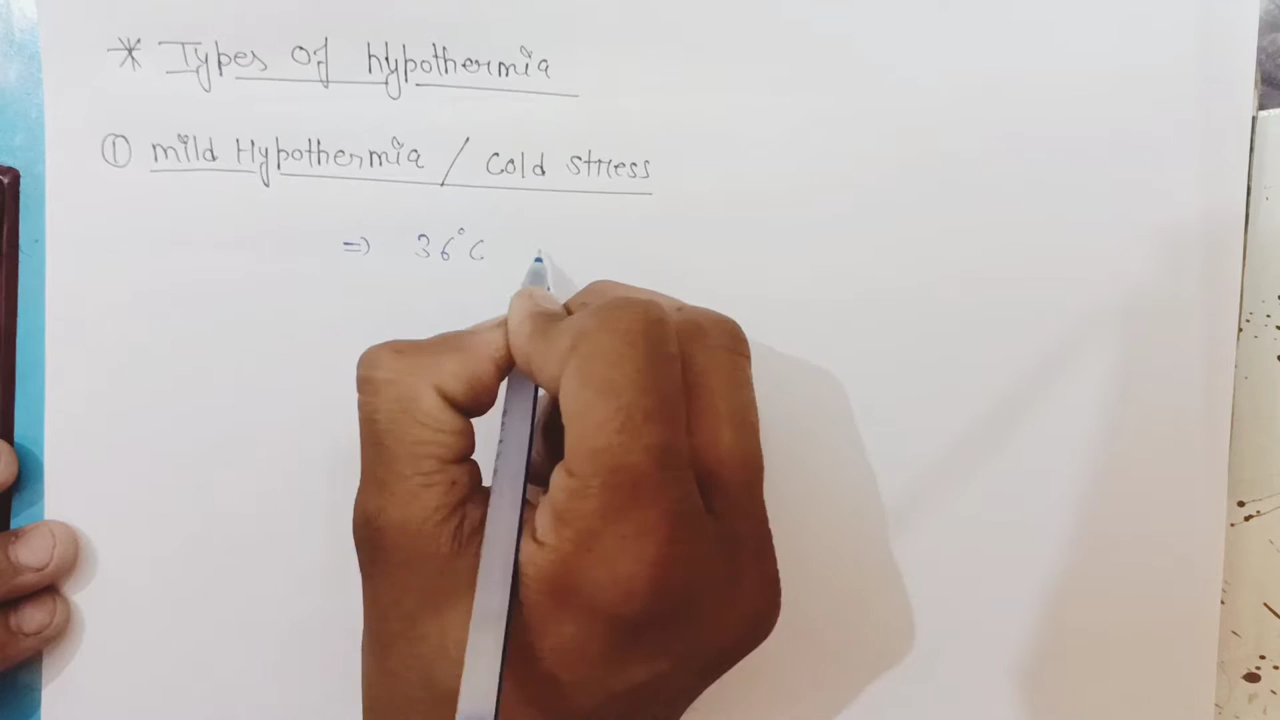 * Types Of hypothermia
① mild Hypothermia / cold stress
⇒ 36°C